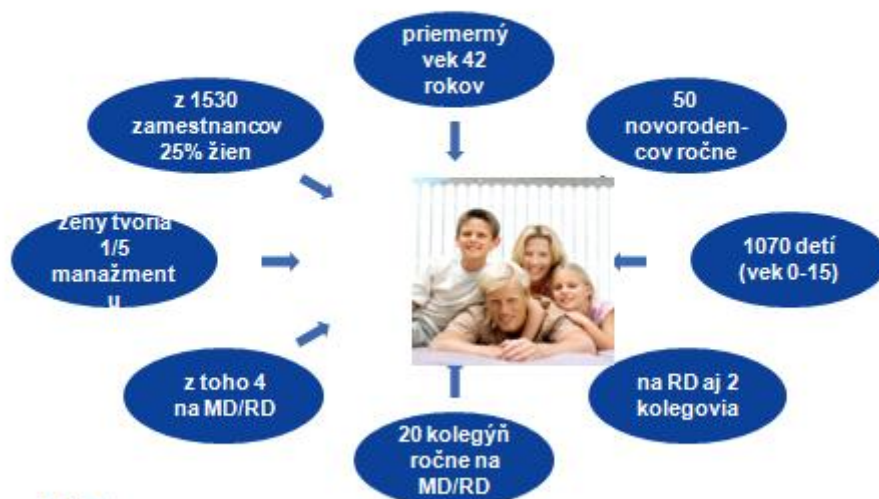 priemerný
vek 42
rokov
z 1530
zamestnancov
25% žien
50
novoroden-
cov ročne
ženy tvoria
1/5
manažment
u
1070 detí
(vek 0-15)
z toho 4
na MD/RD
na RD aj 2
kolegovia
20 kolegýň
ročne na
MD/RD